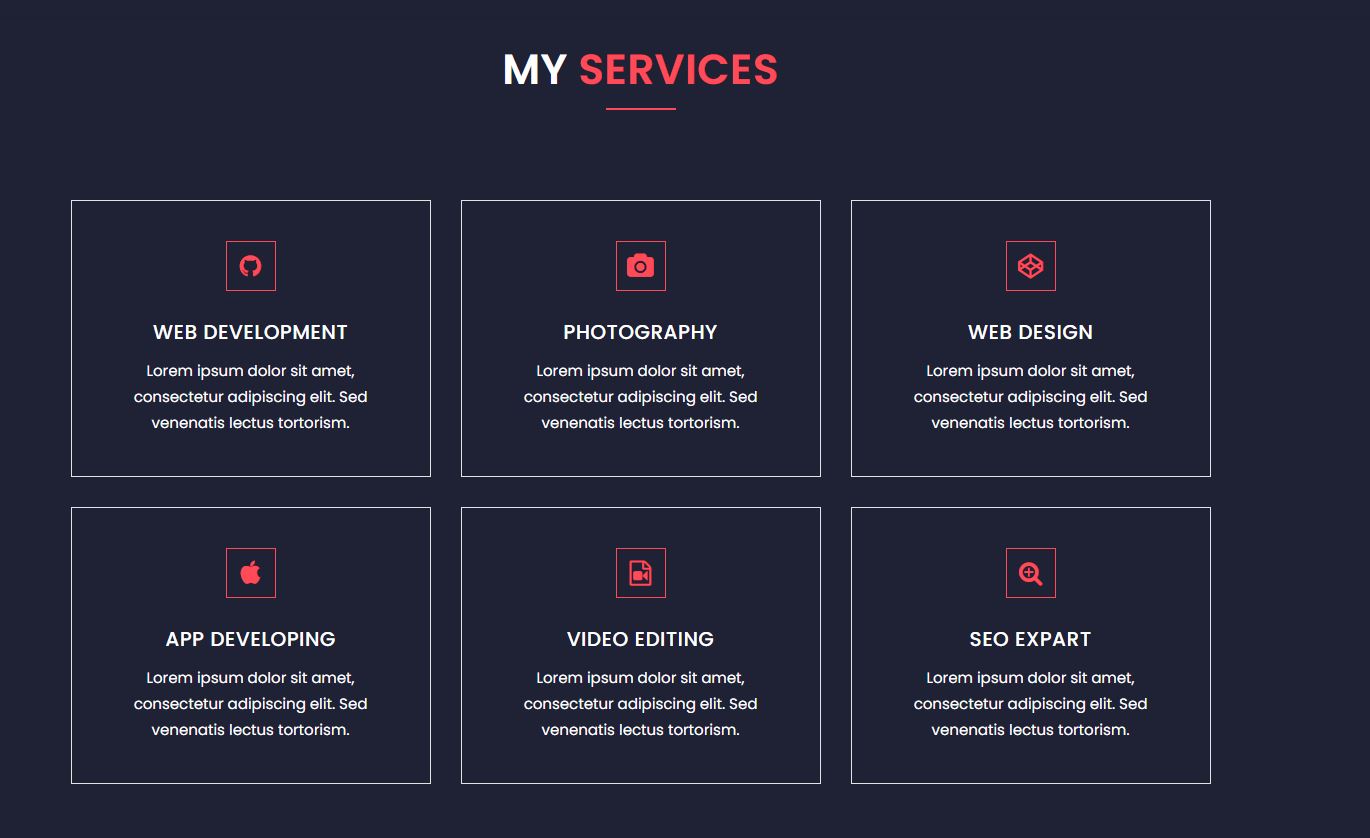 MY SERVICES
WEB DEVELOPMENT
Lorem ipsum dolor sit amet,
consectetur adipiscing elit. Sed
venenatis lectus tortorism.
PHOTOGRAPHY
Lorem ipsum dolor sit amet,
consectetur adipiscing elit. Sed
venenatis lectus tortorism.
WEB DESIGN
Lorem ipsum dolor sit amet,
consectetur adipiscing elit. Sed
venenatis lectus tortorism.
APP DEVELOPING
Lorem ipsum dolor sit amet,
consectetur adipiscing elit. Sed
venenatis lectus tortorism.
VIDEO EDITING
Lorem ipsum dolor sit amet,
consectetur adipiscing elit. Sed
venenatis lectus tortorism.
SEO EXPART
Lorem ipsum dolor sit amet,
consectetur adipiscing elit. Sed
venenatis lectus tortorism.